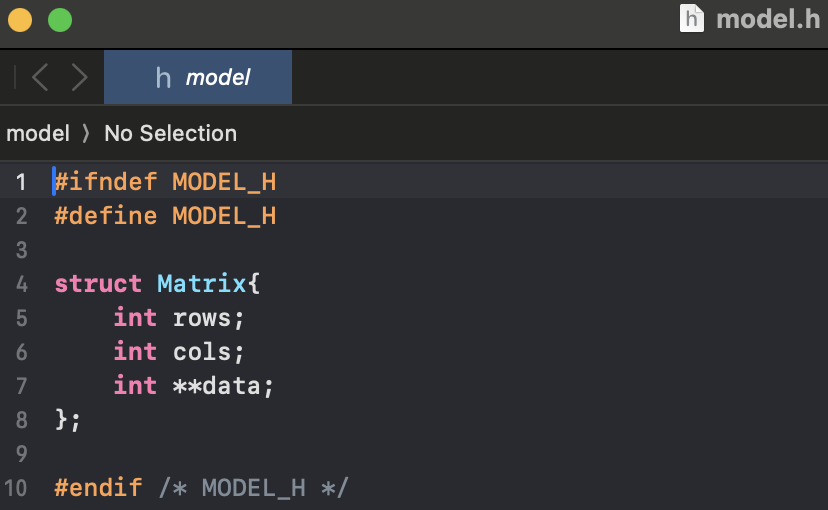 h model.h
h model
model 〉 No Selection
1 #ifndef MODEL_H
2 #define MODEL_H
3
4 struct Matrix{
5     int rows;
6     int cols;
7     int **data;
8 };
9
10 #endif /* MODEL_H */